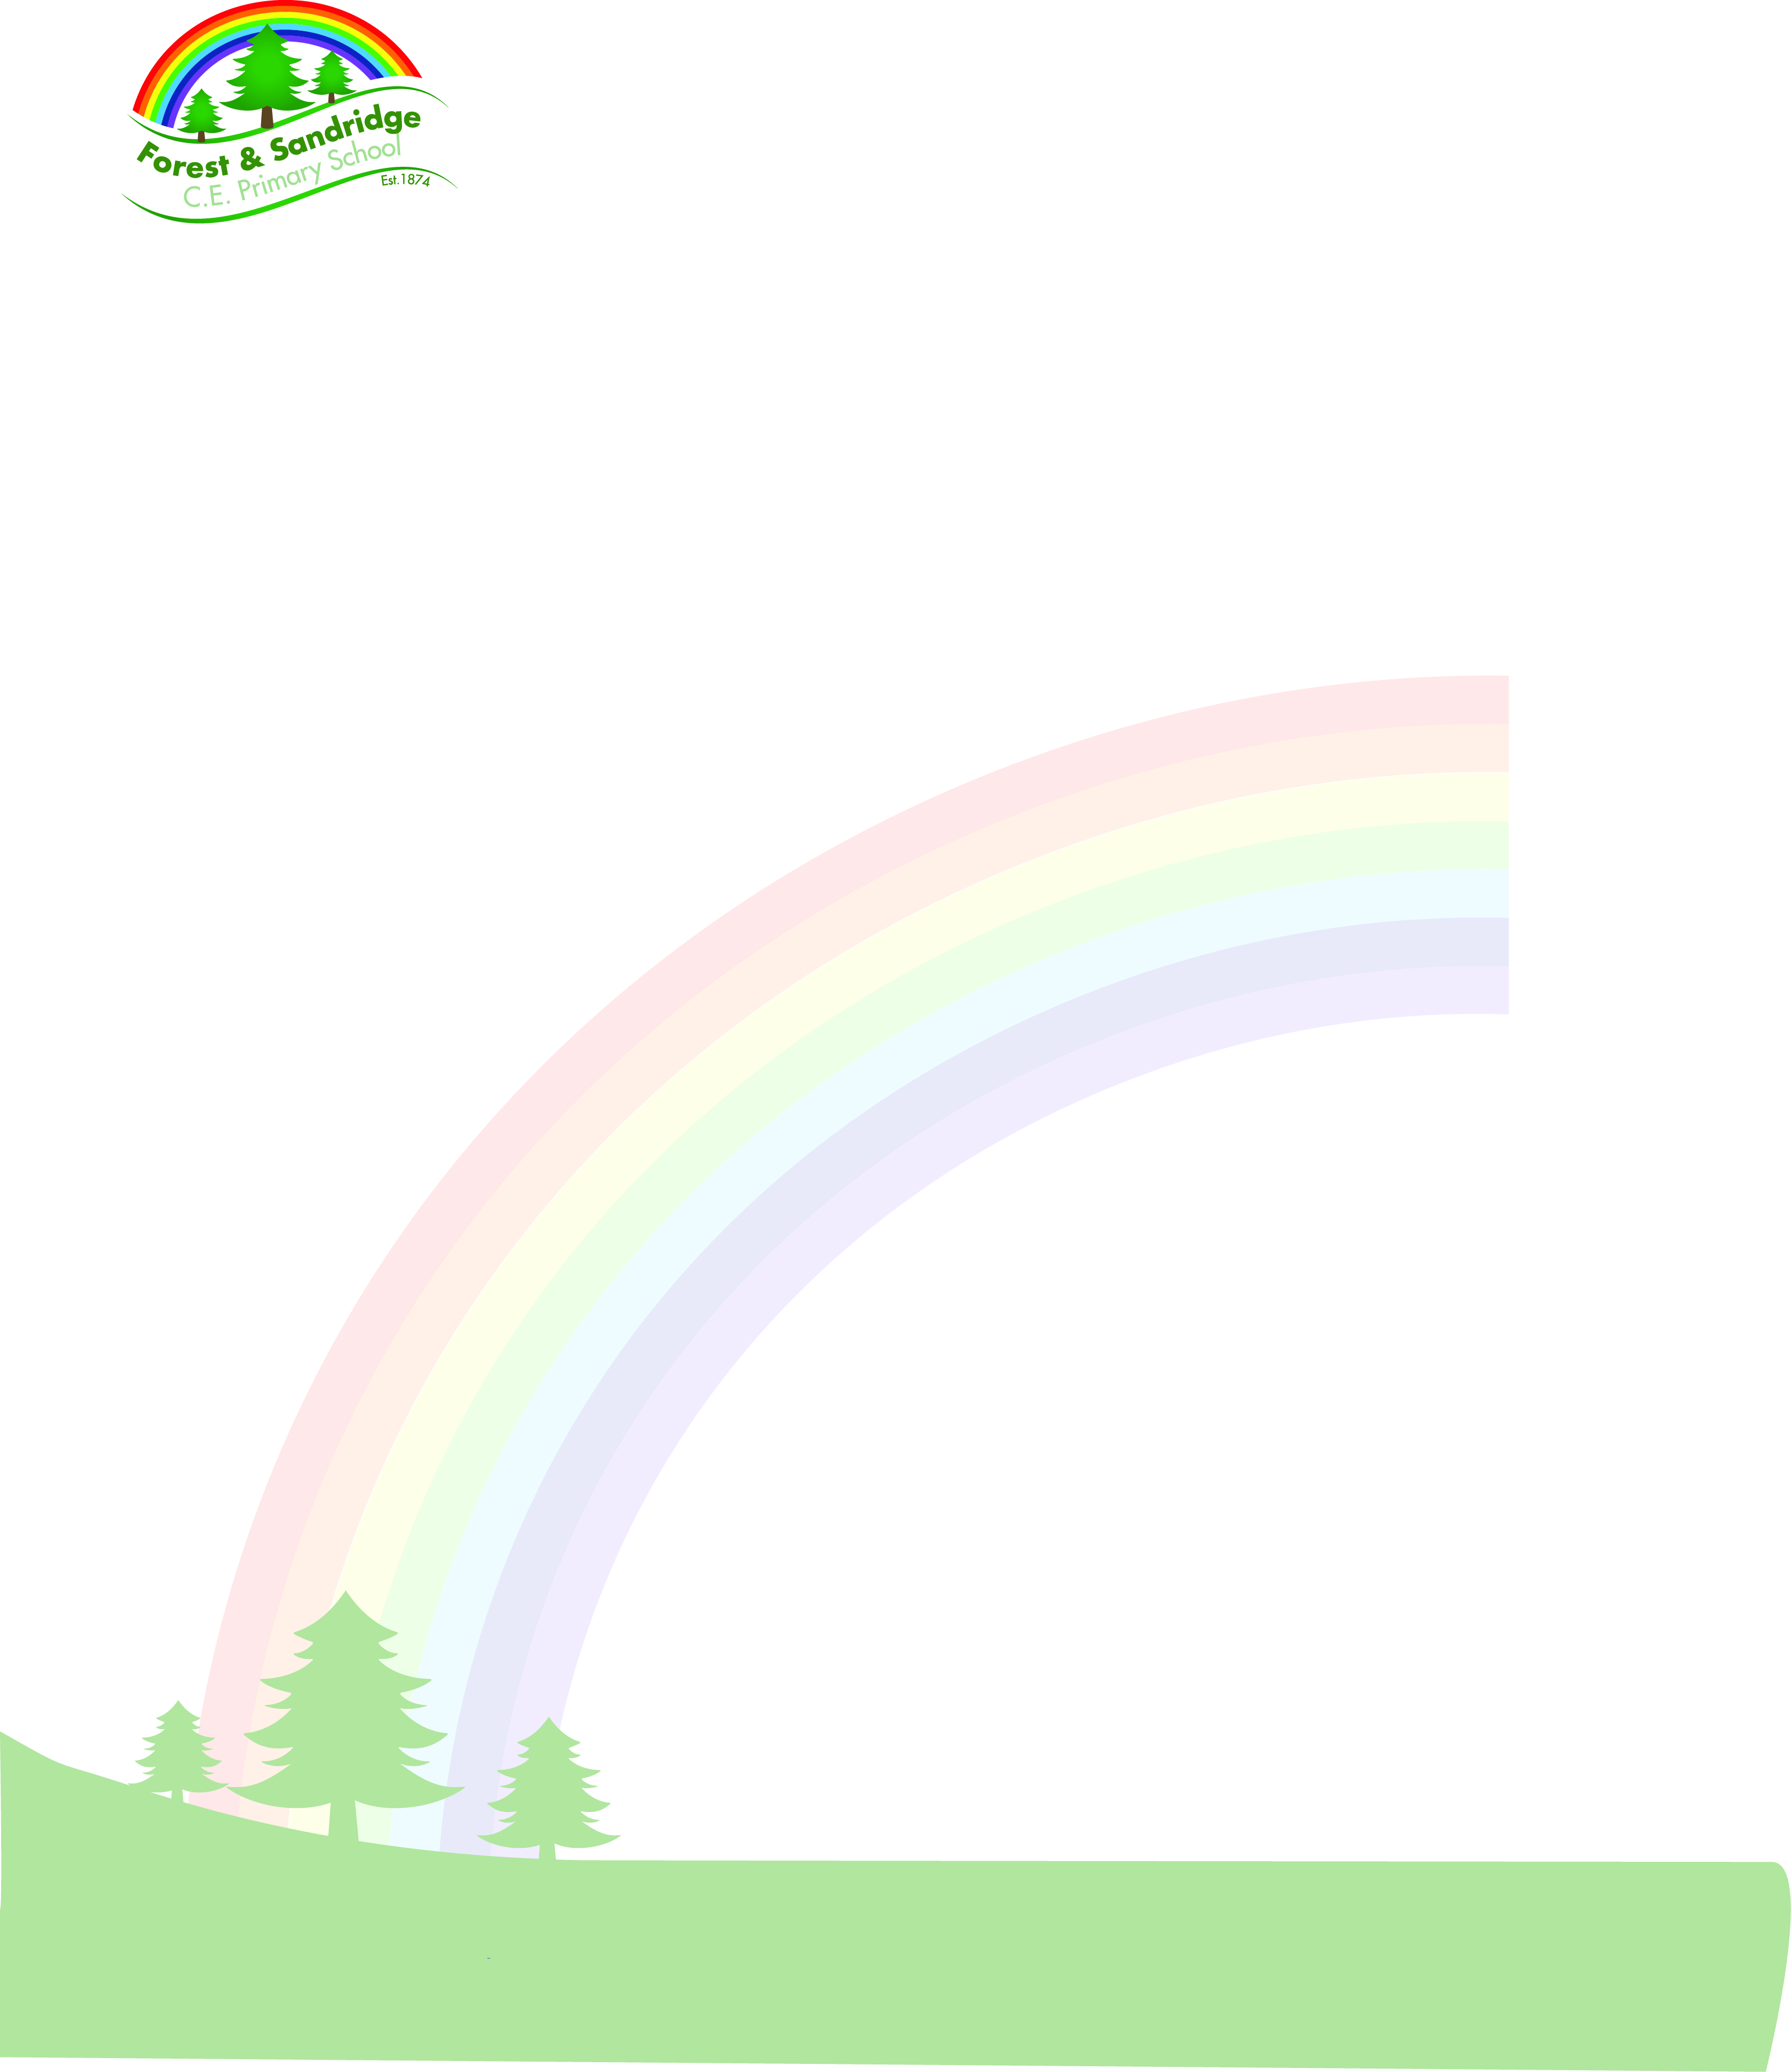 Forest & Sandridge
C.E. Primary School
Est.1874